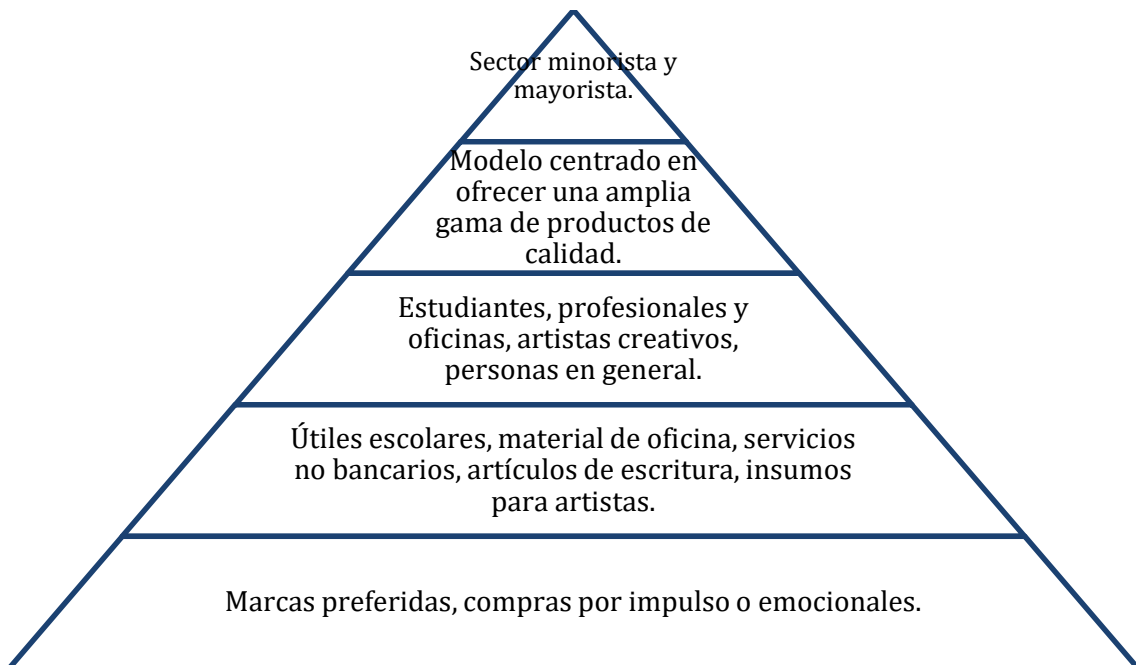 Sector minorista y
mayorista.
Modelo centrado en
ofrecer una amplia
gama de productos de
calidad.
Estudiantes, profesionales y
oficinas, artistas creativos,
personas en general.
Útiles escolares, material de oficina, servicios
no bancarios, artículos de escritura, insumos
para artistas.
Marcas preferidas, compras por impulso o emocionales.